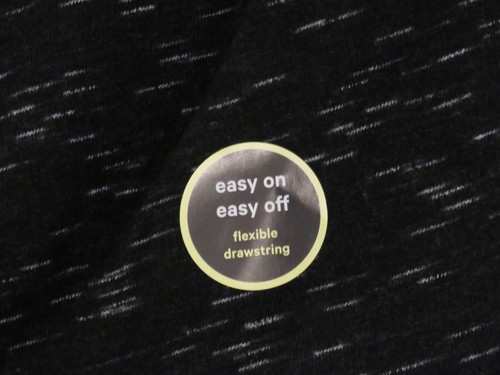 easy on
easy off
flexible
drawstring